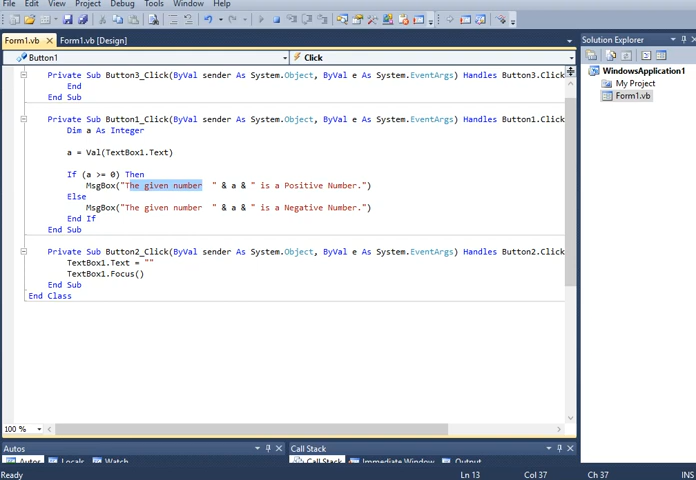 File Edit View Project Debug Data Tools Window Help
Form1.vb Form1.vb [Design]
Solution Explorer
Button1 Click
Private Sub Button3_Click(ByVal sender As System.Object, ByVal e As System.EventArgs) Handles Button3.Click
End
End Sub
Private Sub Button1_Click(ByVal sender As System.Object, ByVal e As System.EventArgs) Handles Button1.Click
Dim a As Integer
a = Val(TextBox1.Text)
If (a >= 0) Then
MsgBox("The given number " & a & " is a Positive Number.")
Else
MsgBox("The given number " & a & " is a Negative Number.")
End If
End Sub
Private Sub Button2_Click(ByVal sender As System.Object, ByVal e As System.EventArgs) Handles Button2.Click
TextBox1.Text = ""
TextBox1.Focus()
End Sub
End Class
WindowsApplication1
My Project
Form1.vb
100 %
Autos Call Stack
Autos Locals Watch Call Stack Immediate Window Output
Ready Ln 13 Col 37 Ch 37 INS